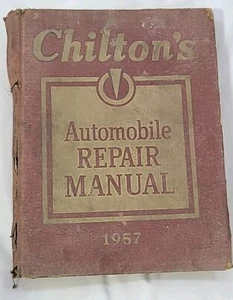 Chilton's
Automobile
REPAIR
MANUAL
1957